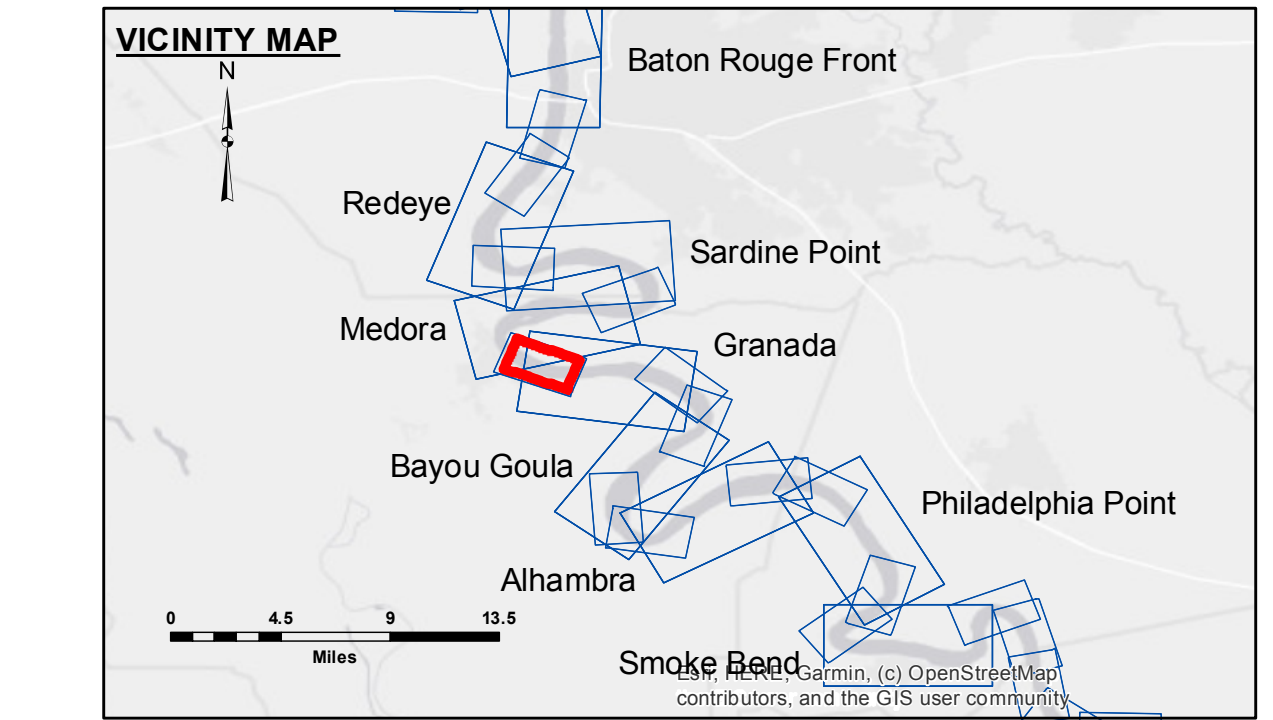 VICINITY MAP
N
Baton Rouge Front
Redeye
Sardine Point
Medora
Granada
Bayou Goula
Philadelphia Point
Alhambra
0 4.5 9 13.5
Miles
Smoke Bend
Esri, HERE, Garmin, (c) OpenStreetMap
contributors, and the GIS user community